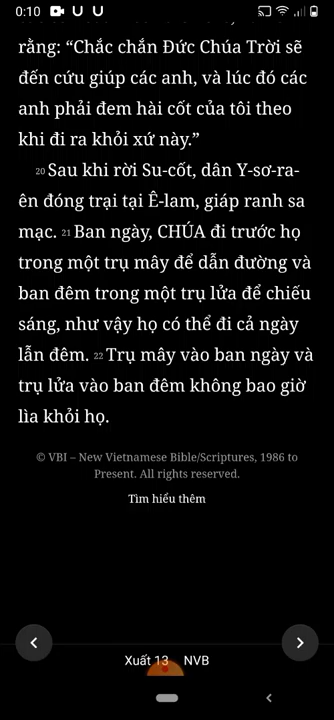 0:10
rằng: “Chắc chắn Đức Chúa Trời sẽ
đến cứu giúp các anh, và lúc đó các
anh phải đem hài cốt của tôi theo
khi đi ra khỏi xứ này.”
20 Sau khi rời Su-cốt, dân Y-sơ-ra-
ên đóng trại tại Ê-lam, giáp ranh sa
mạc. 21 Ban ngày, CHÚA đi trước họ
trong một trụ mây để dẫn đường và
ban đêm trong một trụ lửa để chiếu
sáng, như vậy họ có thể đi cả ngày
lẫn đêm. 22 Trụ mây vào ban ngày và
trụ lửa vào ban đêm không bao giờ
lìa khỏi họ.
© VBI – New Vietnamese Bible/Scriptures, 1986 to
Present. All rights reserved.
Tìm hiểu thêm
Xuất 13 NVB